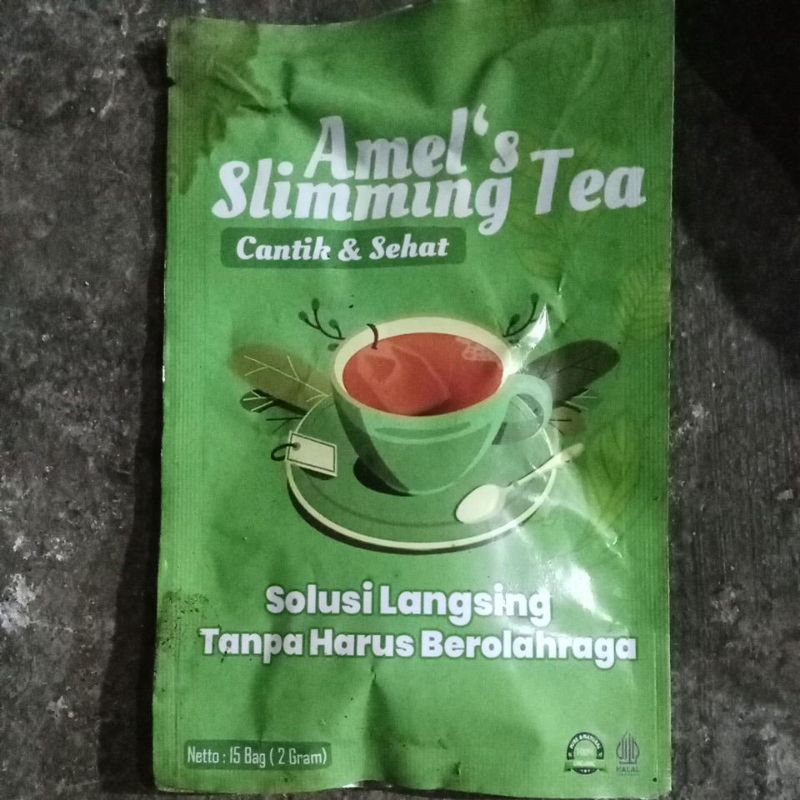 Amel‘s
Slimming Tea
Cantik & Sehat
Solusi Langsing
Tanpa Harus Berolahraga
Netto : 15 Bag ( 2 Gram)
HALAL